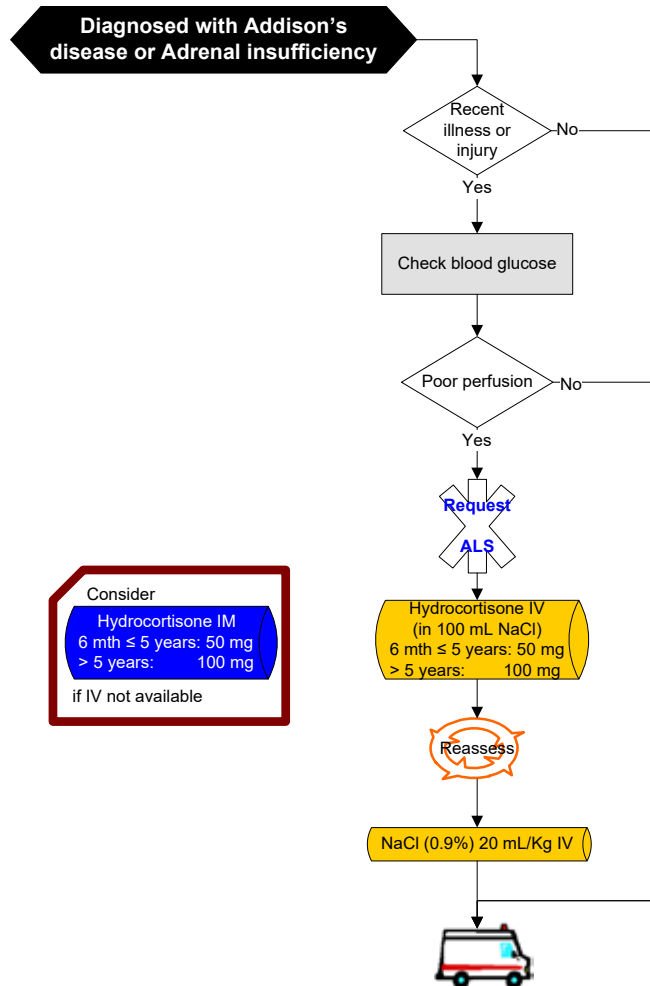 Diagnosed with Addison's
disease or Adrenal insufficiency
Recent
illness or
injury
No
Yes
Check blood glucose
Poor perfusion
No
Yes
Request
ALS
Consider
Hydrocortisone IM
6 mth ≤ 5 years: 50 mg
> 5 years: 100 mg
if IV not available
Hydrocortisone IV
(in 100 mL NaCl)
6 mth ≤ 5 years: 50 mg
> 5 years: 100 mg
Reassess
NaCl (0.9%) 20 mL/Kg IV